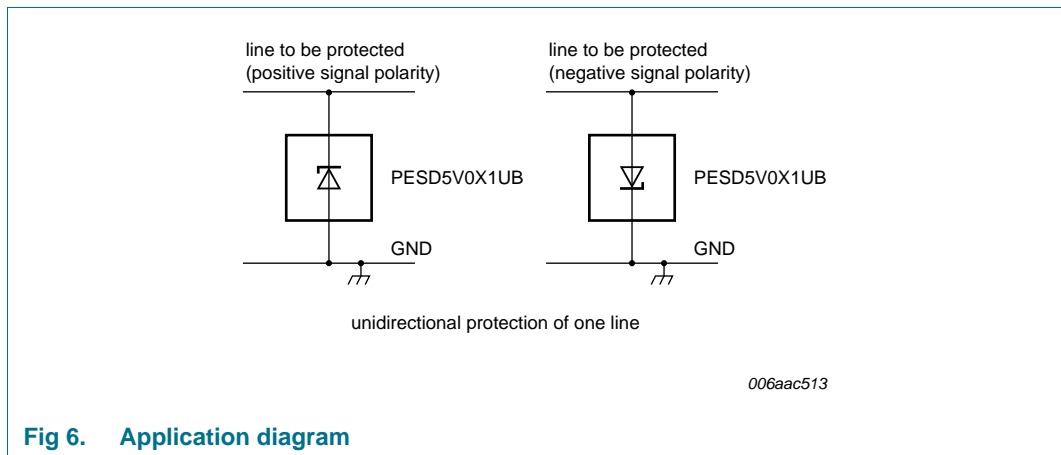 line to be protected
(positive signal polarity)
PESD5V0X1UB
GND
line to be protected
(negative signal polarity)
PESD5V0X1UB
GND
unidirectional protection of one line
006aac513
Fig 6. Application diagram